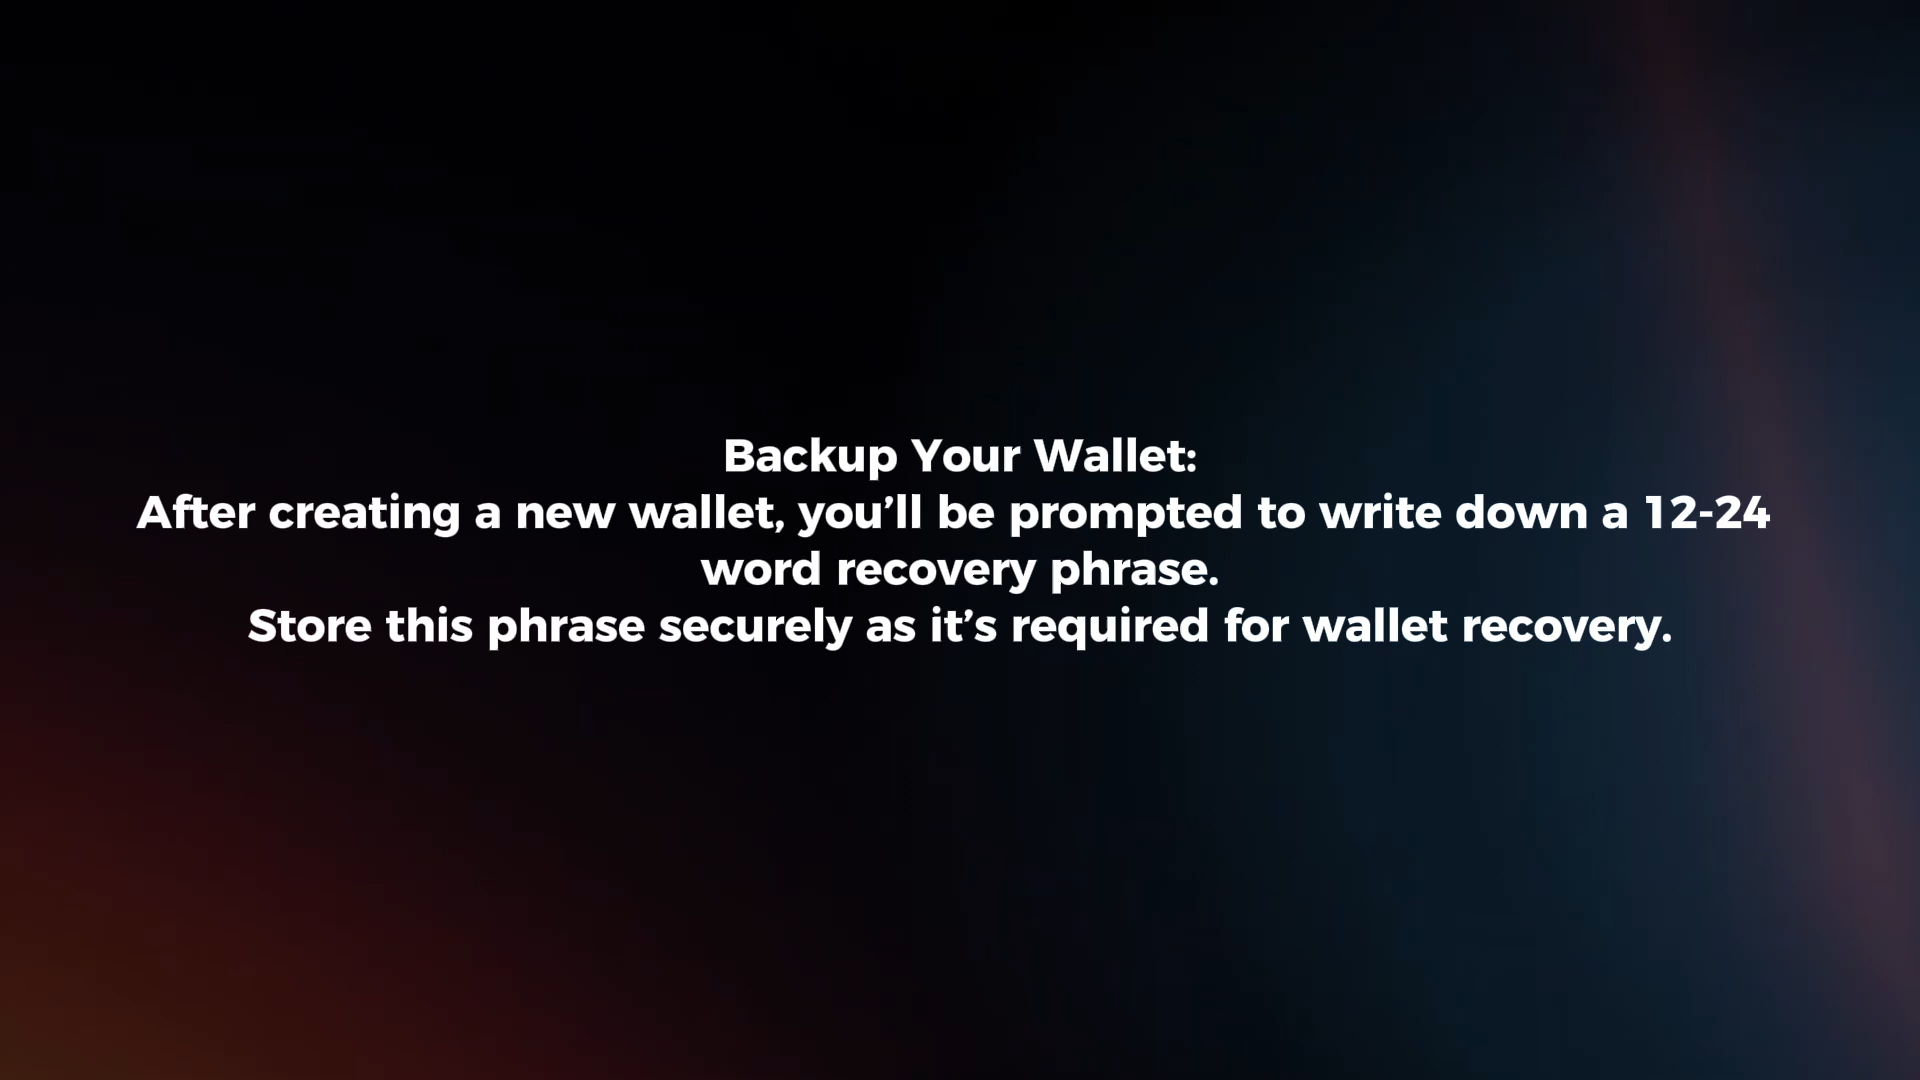 Backup Your Wallet:
After creating a new wallet, you’ll be prompted to write down a 12-24
word recovery phrase.
Store this phrase securely as it’s required for wallet recovery.